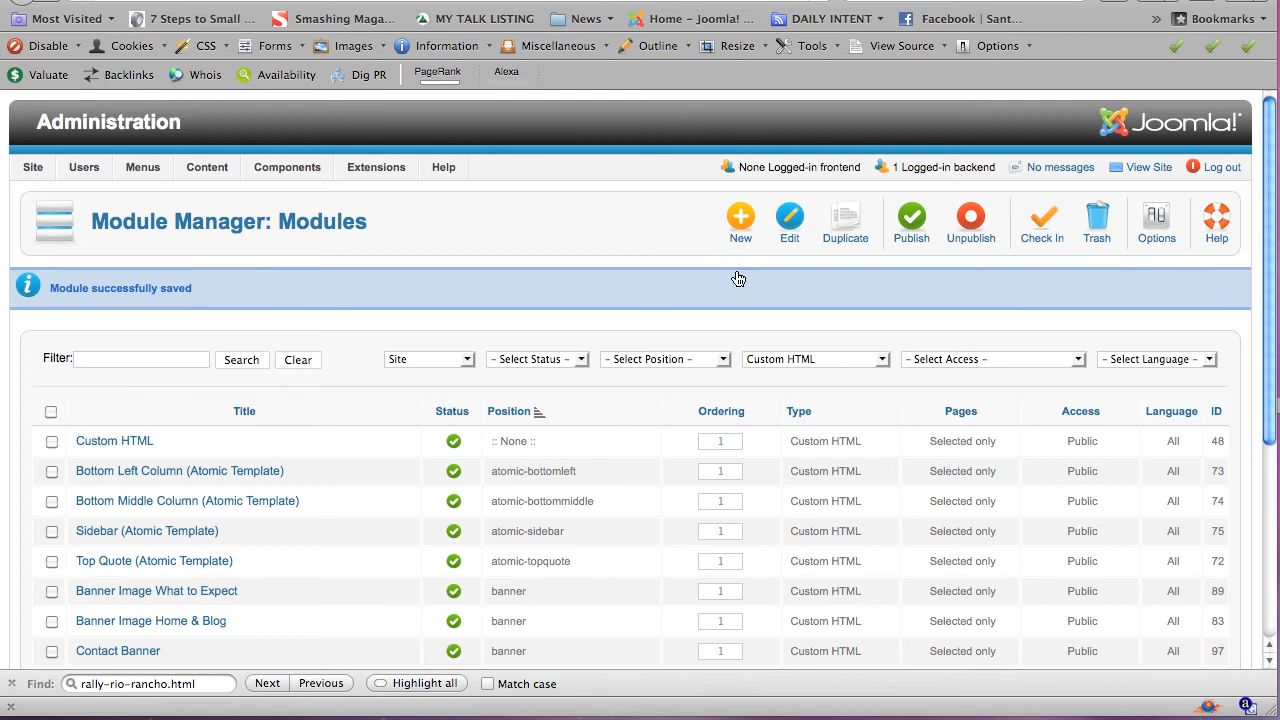 Most Visited 7 Steps to Small ... Smashing Maga... MY TALK LISTING News Home – Joomla! ... DAILY INTENT Facebook | Sant... » Bookmarks
Disable Cookies CSS Forms Images Information Miscellaneous Outline Resize Tools View Source Options
Valuate Backlinks Whois Availability Dig PR PageRank Alexa
Administration Joomla!
Site Users Menus Content Components Extensions Help None Logged-in frontend 1 Logged-in backend No messages View Site Log out
Module Manager: Modules New Edit Duplicate Publish Unpublish Check In Trash Options Help
Module successfully saved
Filter: Search Clear Site – Select Status – – Select Position – Custom HTML – Select Access – – Select Language –
Title Status Position Ordering Type Pages Access Language ID
Custom HTML :: None :: 1 Custom HTML Selected only Public All 48
Bottom Left Column (Atomic Template) atomic-bottomleft 1 Custom HTML Selected only Public All 73
Bottom Middle Column (Atomic Template) atomic-bottommiddle 1 Custom HTML Selected only Public All 74
Sidebar (Atomic Template) atomic-sidebar 1 Custom HTML Selected only Public All 75
Top Quote (Atomic Template) atomic-topquote 1 Custom HTML Selected only Public All 72
Banner Image What to Expect banner 1 Custom HTML Selected only Public All 89
Banner Image Home & Blog banner 1 Custom HTML Selected only Public All 83
Contact Banner banner 1 Custom HTML Selected only Public All 97
Find: rally-rio-rancho.html Next Previous Highlight all Match case